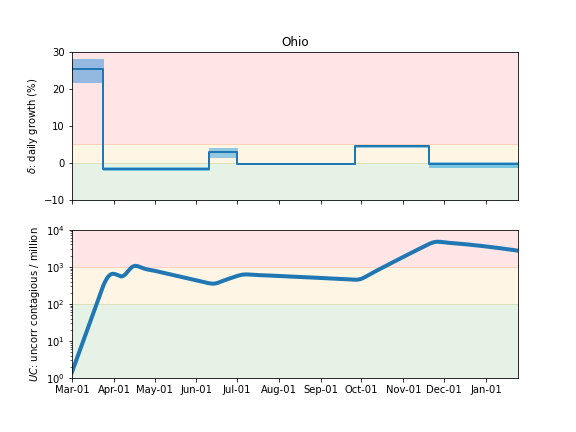 Ohio
30
20
10
0
−10
δ: daily growth (%)
10⁴
10³
10²
10¹
10⁰
UC: uncorr contagious / million
Mar-01 Apr-01 May-01 Jun-01 Jul-01 Aug-01 Sep-01 Oct-01 Nov-01 Dec-01 Jan-01